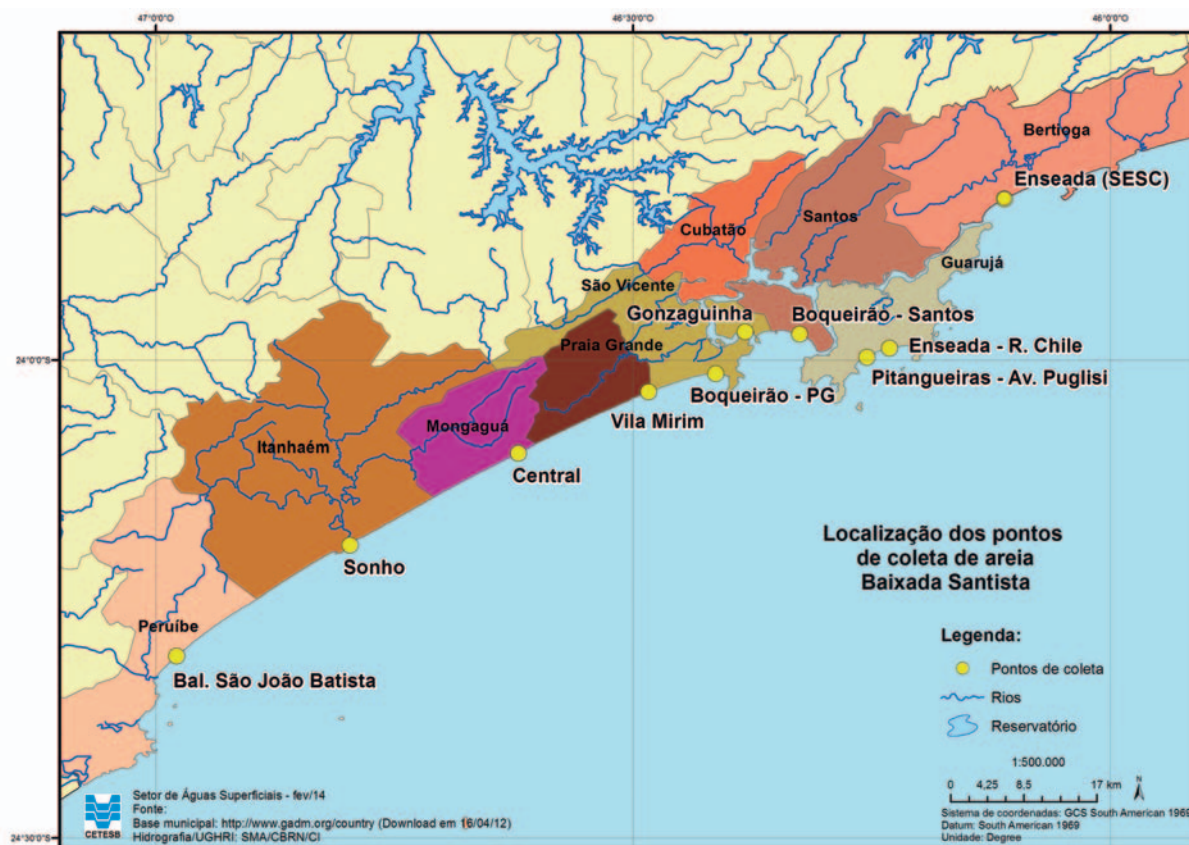 47°0'0"O
46°30'0"O
46°0'0"O
Bertioga
Enseada (SESC)
Santos
Cubatão
Guarujá
São Vicente
Gonzaguinha
Boqueirão - Santos
Praia Grande
Enseada - R. Chile
24°0'0"S
Pitangueiras - Av. Puglisi
Boqueirão - PG
Vila Mirim
Mongaguá
Itanhaém
Central
Localização dos pontos
de coleta de areia
Baixada Santista
Sonho
Peruíbe
Bal. São João Batista
Legenda:
Pontos de coleta
Rios
Reservatório
1:500.000
0 4,25 8,5 17 km
N
Sistema de coordenadas: GCS South American 1969
Datum: South American 1969
Unidade: Degree
CETESB
Setor de Águas Superficiais - fev/14
Fonte:
Base municipal: http://www.gadm.org/country (Download em 16/04/12)
Hidrografia/UGHRI: SMA/CBRN/CI
24°30'0"S